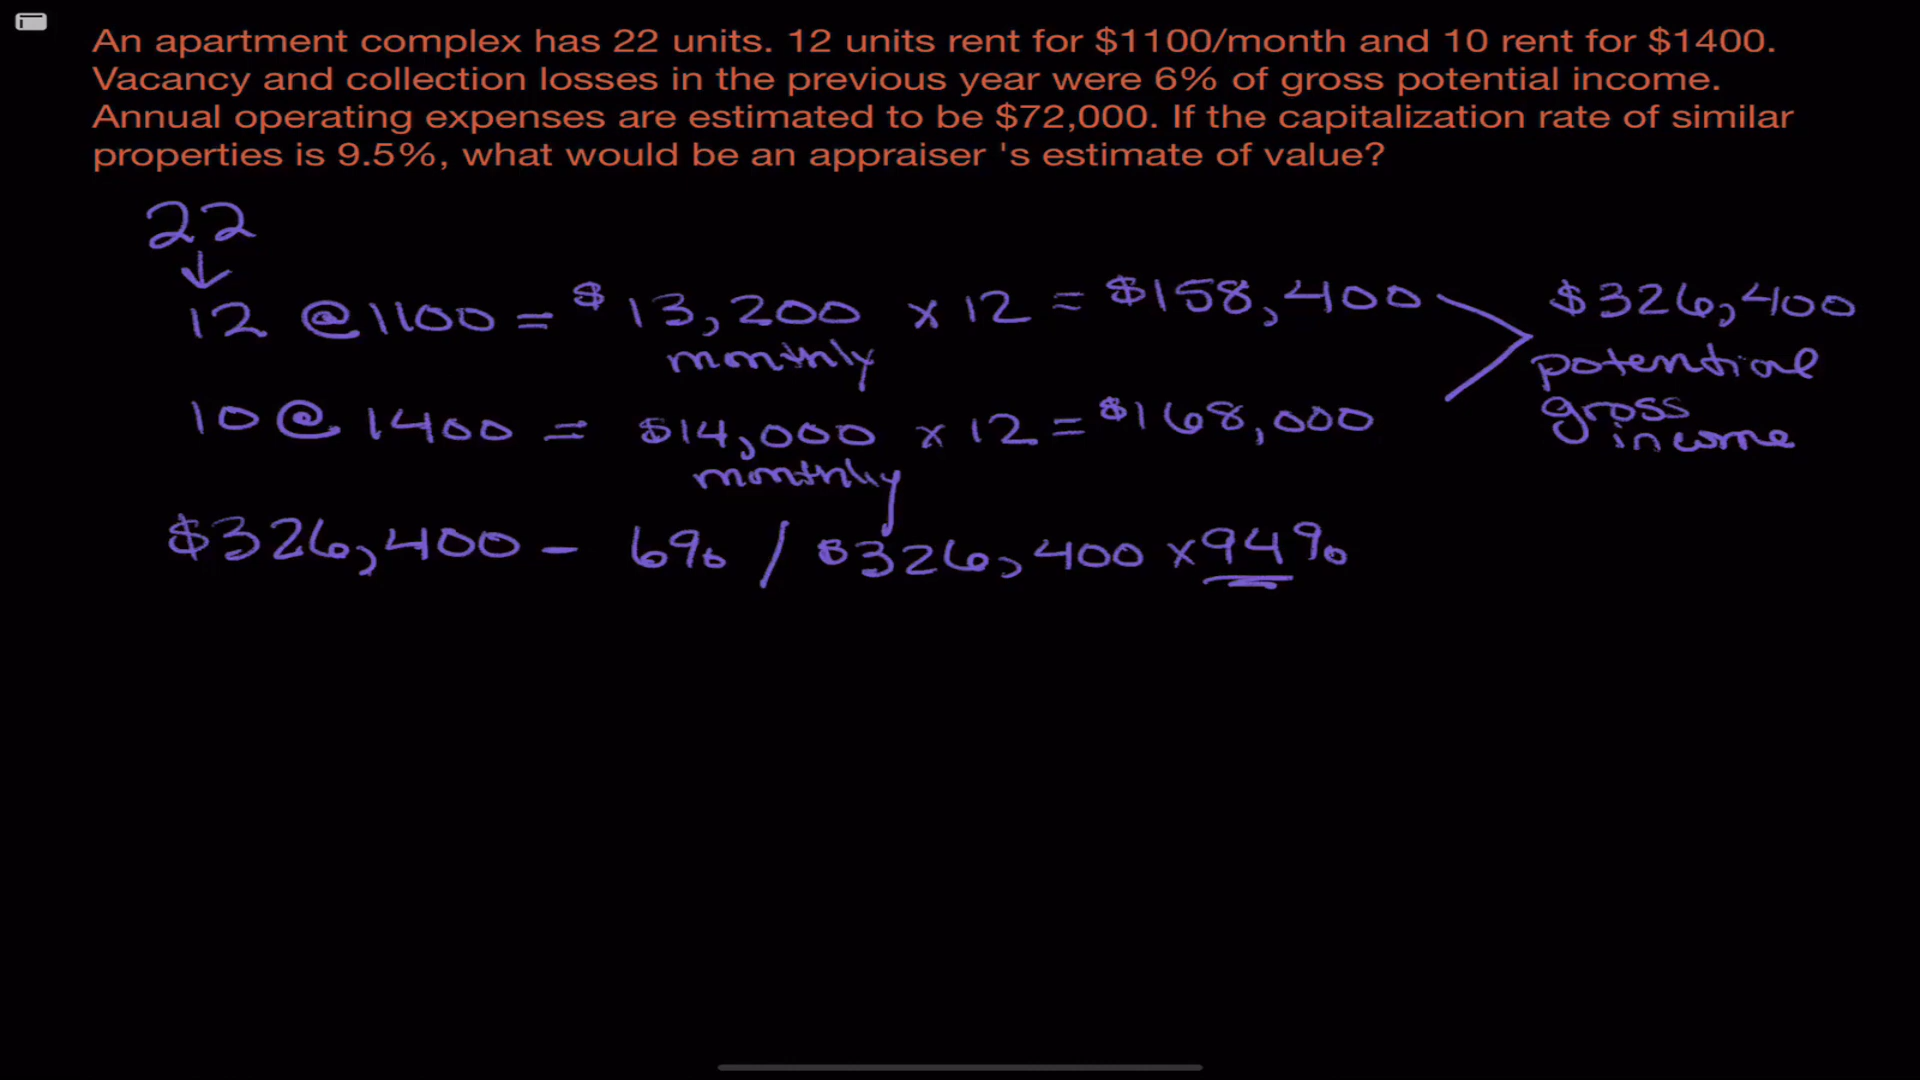 An apartment complex has 22 units. 12 units rent for $1100/month and 10 rent for $1400.
Vacancy and collection losses in the previous year were 6% of gross potential income.
Annual operating expenses are estimated to be $72,000. If the capitalization rate of similar
properties is 9.5%, what would be an appraiser 's estimate of value?
22
↓
12 @ 1100 = $13,200 x 12 = $158,400
monthly
10 @ 1400 = $14,000 x 12 = $168,000
monthly
$326,400
potential
gross
income
$326,400 - 6% / $326,400 x 94%